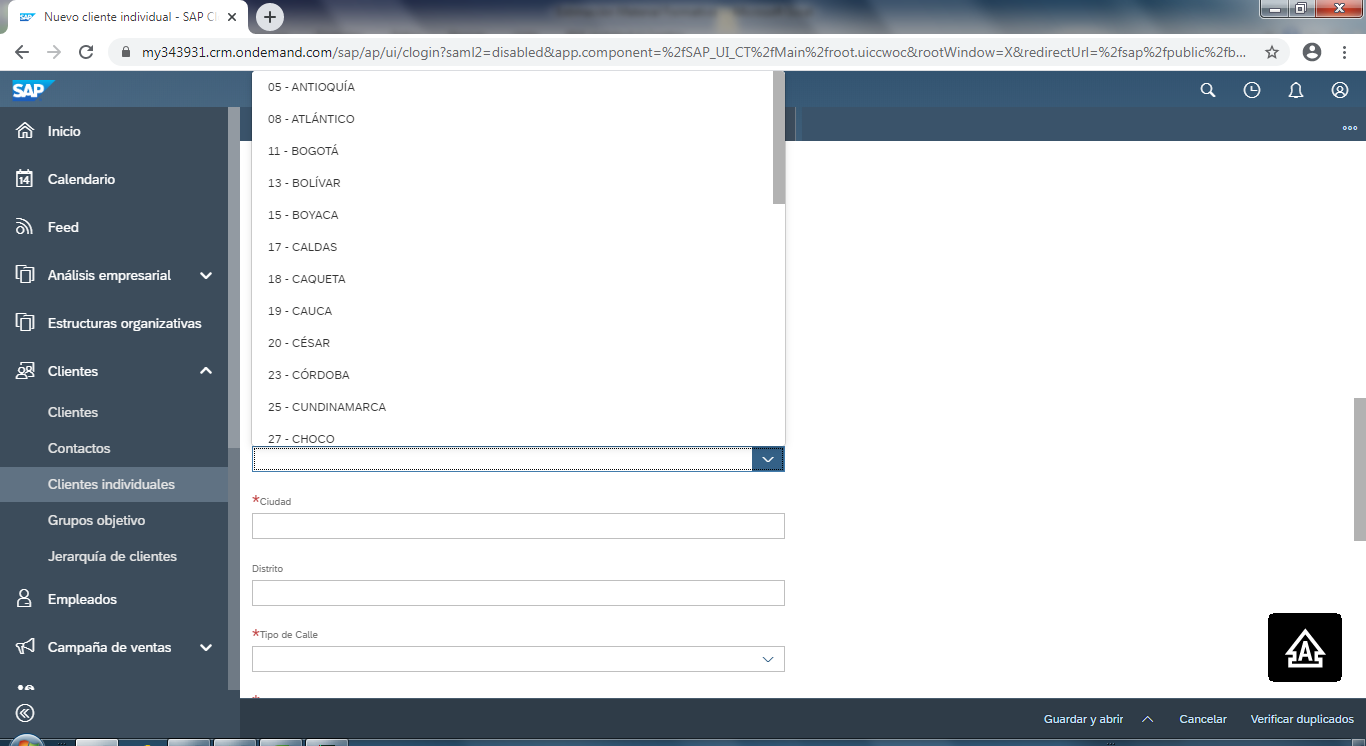 Nuevo cliente individual - SAP Cl
my343931.crm.ondemand.com/sap/ap/ui/clogin?saml2=disabled&app.component=%2fSAP_UI_CT%2fMain%2froot.uiccwoc&rootWindow=X&redirectUrl=%2fsap%2fpublic%2fb...
SAP
Inicio
14
Calendario
Feed
Análisis empresarial
Estructuras organizativas
Clientes
Clientes
Contactos
Clientes individuales
Grupos objetivo
Jerarquía de clientes
Empleados
Campaña de ventas
05 - ANTIOQUÍA
08 - ATLÁNTICO
11 - BOGOTÁ
13 - BOLÍVAR
15 - BOYACA
17 - CALDAS
18 - CAQUETA
19 - CAUCA
20 - CÉSAR
23 - CÓRDOBA
25 - CUNDINAMARCA
27 - CHOCO
*Ciudad
Distrito
*Tipo de Calle
*
A
Guardar y abrir
Cancelar
Verificar duplicados